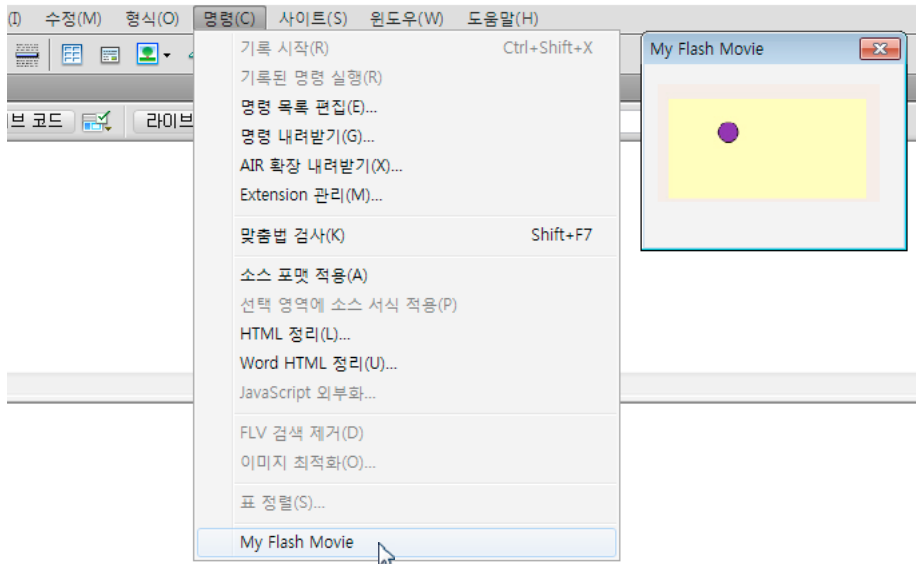 (I) 수정(M) 형식(O) 명령(C) 사이트(S) 윈도우(W) 도움말(H)
기록 시작(R) Ctrl+Shift+X
기록된 명령 실행(R)
명령 목록 편집(E)...
브 코드 라이브
명령 내려받기(G)...
AIR 확장 내려받기(X)...
Extension 관리(M)...
맞춤법 검사(K) Shift+F7
소스 포맷 적용(A)
선택 영역에 소스 서식 적용(P)
HTML 정리(L)...
Word HTML 정리(U)...
JavaScript 외부화...
FLV 검색 제거(D)
이미지 최적화(O)...
표 정렬(S)...
My Flash Movie
My Flash Movie